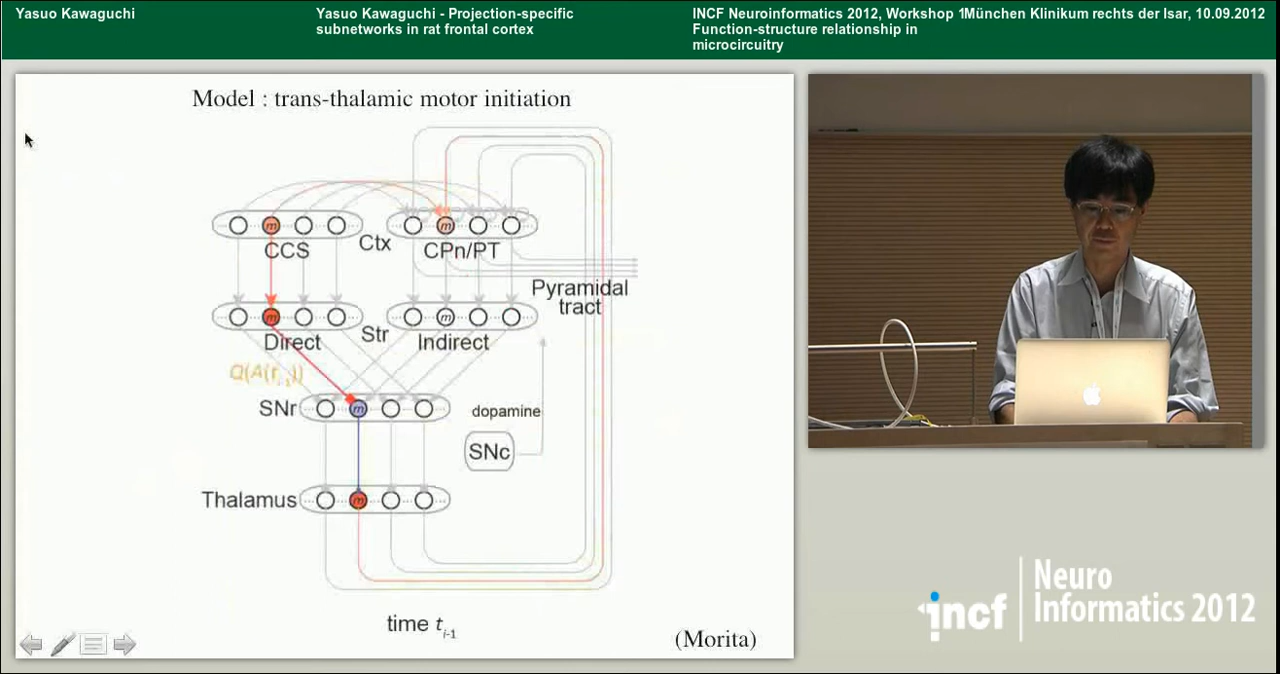 Yasuo Kawaguchi
Yasuo Kawaguchi - Projection-specific
subnetworks in rat frontal cortex
INCF Neuroinformatics 2012, Workshop 1München Klinikum rechts der Isar, 10.09.2012
Function-structure relationship in
microcircuitry
Model : trans-thalamic motor initiation
m
m
CCS
Ctx
CPn/PT
Pyramidal
tract
m
m
Direct
Str
Indirect
SNr
m
dopamine
SNc
Thalamus
m
time t i-1
(Morita)
incf
Neuro
Informatics 2012